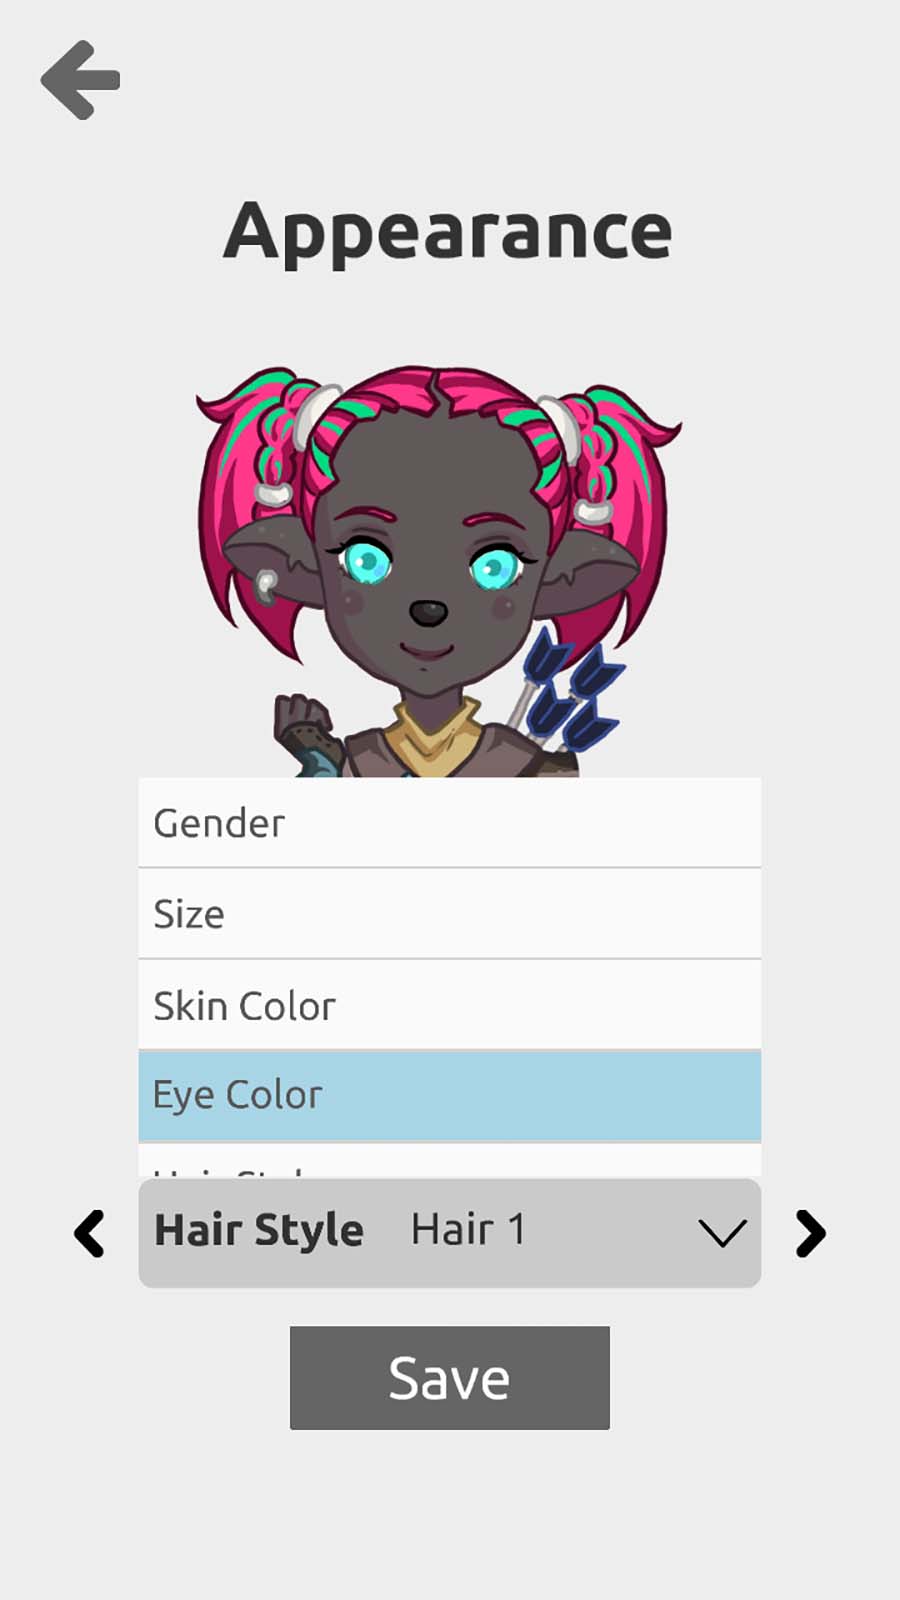 Appearance
Gender
Size
Skin Color
Eye Color
Hair Style Hair 1
Save